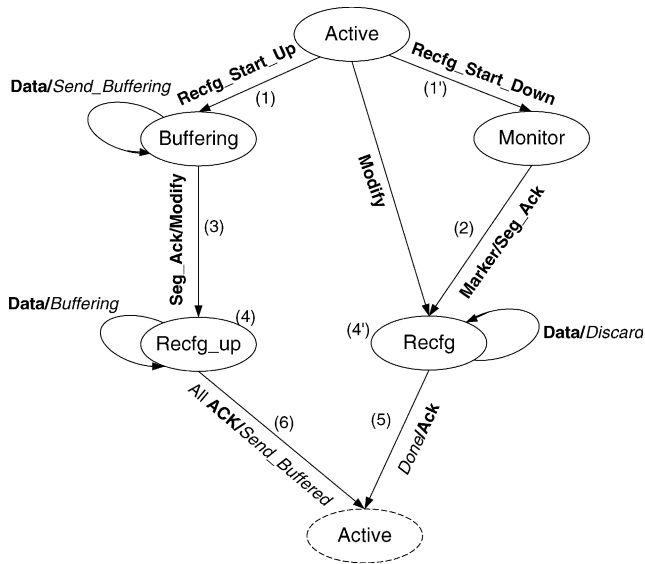 Active
Recfg_Start_Up
Recfg_Start_Down
(1)
(1')
Data/Send_Buffering
Buffering
Monitor
Modify
Seg_Ack/Modify
(3)
(2)
Marker/Seg_Ack
Data/Buffering
(4)
Recfg_up
(4')
Recfg
Data/Discard
All ACK/Send_Buffered
(6)
(5)
Done/Ack
Active